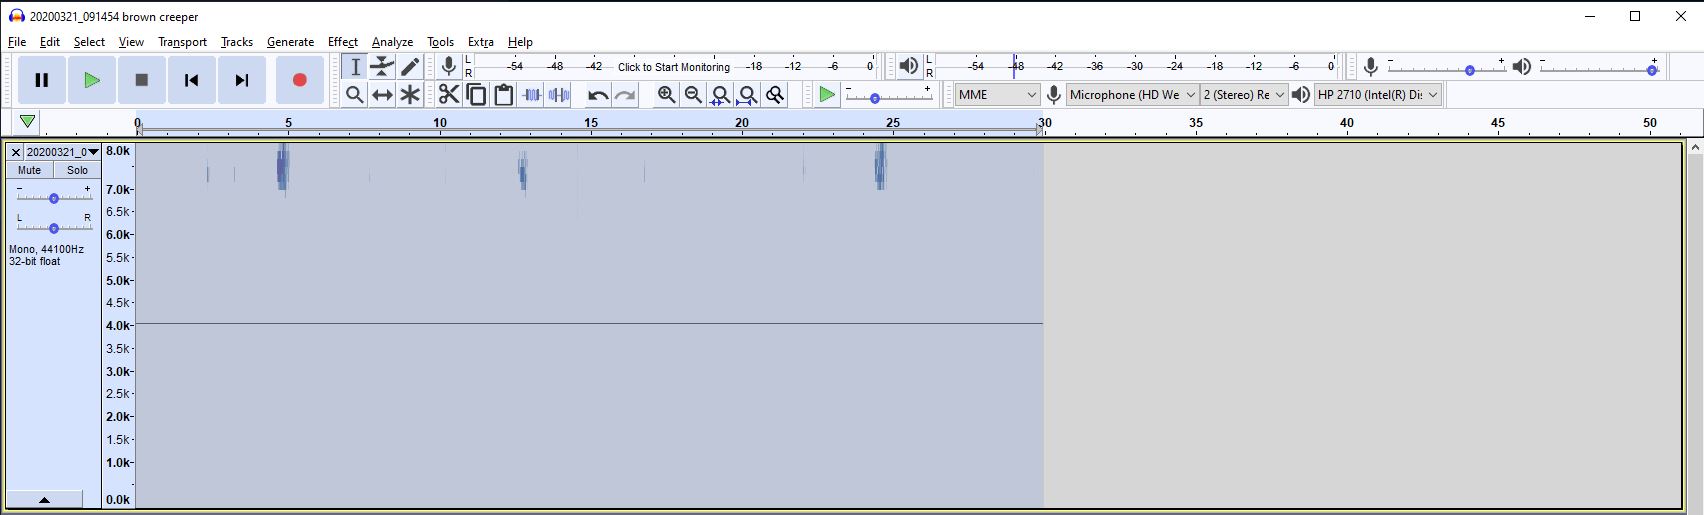 20200321_091454 brown creeper
File Edit Select View Transport Tracks Generate Effect Analyze Tools Extra Help
L R -54 -48 -42 Click to Start Monitoring -18 -12 -6 0
L R -54 -48 -42 -36 -30 -24 -18 -12 -6 0
MME Microphone (HD We 2 (Stereo) Re HP 2710 (Intel(R) Di
0 5 10 15 20 25 30 35 40 45 50
20200321_0
Mute Solo
- +
L R
Mono, 44100Hz
32-bit float
8.0k
7.0k
6.5k
6.0k
5.5k
5.0k
4.5k
4.0k
3.5k
3.0k
2.5k
2.0k
1.5k
1.0k
0.0k